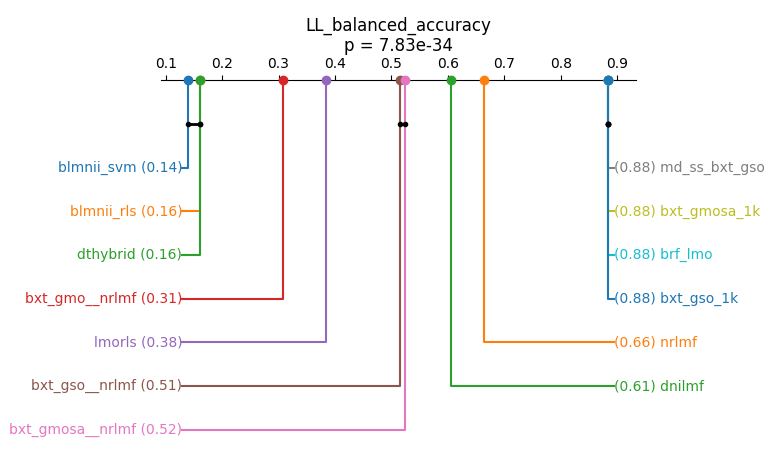 LL_balanced_accuracy
p = 7.83e-34
0.1 0.2 0.3 0.4 0.5 0.6 0.7 0.8 0.9
blmnii_svm (0.14)
(0.88) md_ss_bxt_gso
blmnii_rls (0.16)
(0.88) bxt_gmosa_1k
dthybrid (0.16)
(0.88) brf_lmo
bxt_gmo__nrlmf (0.31)
(0.88) bxt_gso_1k
lmorls (0.38)
(0.66) nrlmf
bxt_gso__nrlmf (0.51)
(0.61) dnilmf
bxt_gmosa__nrlmf (0.52)